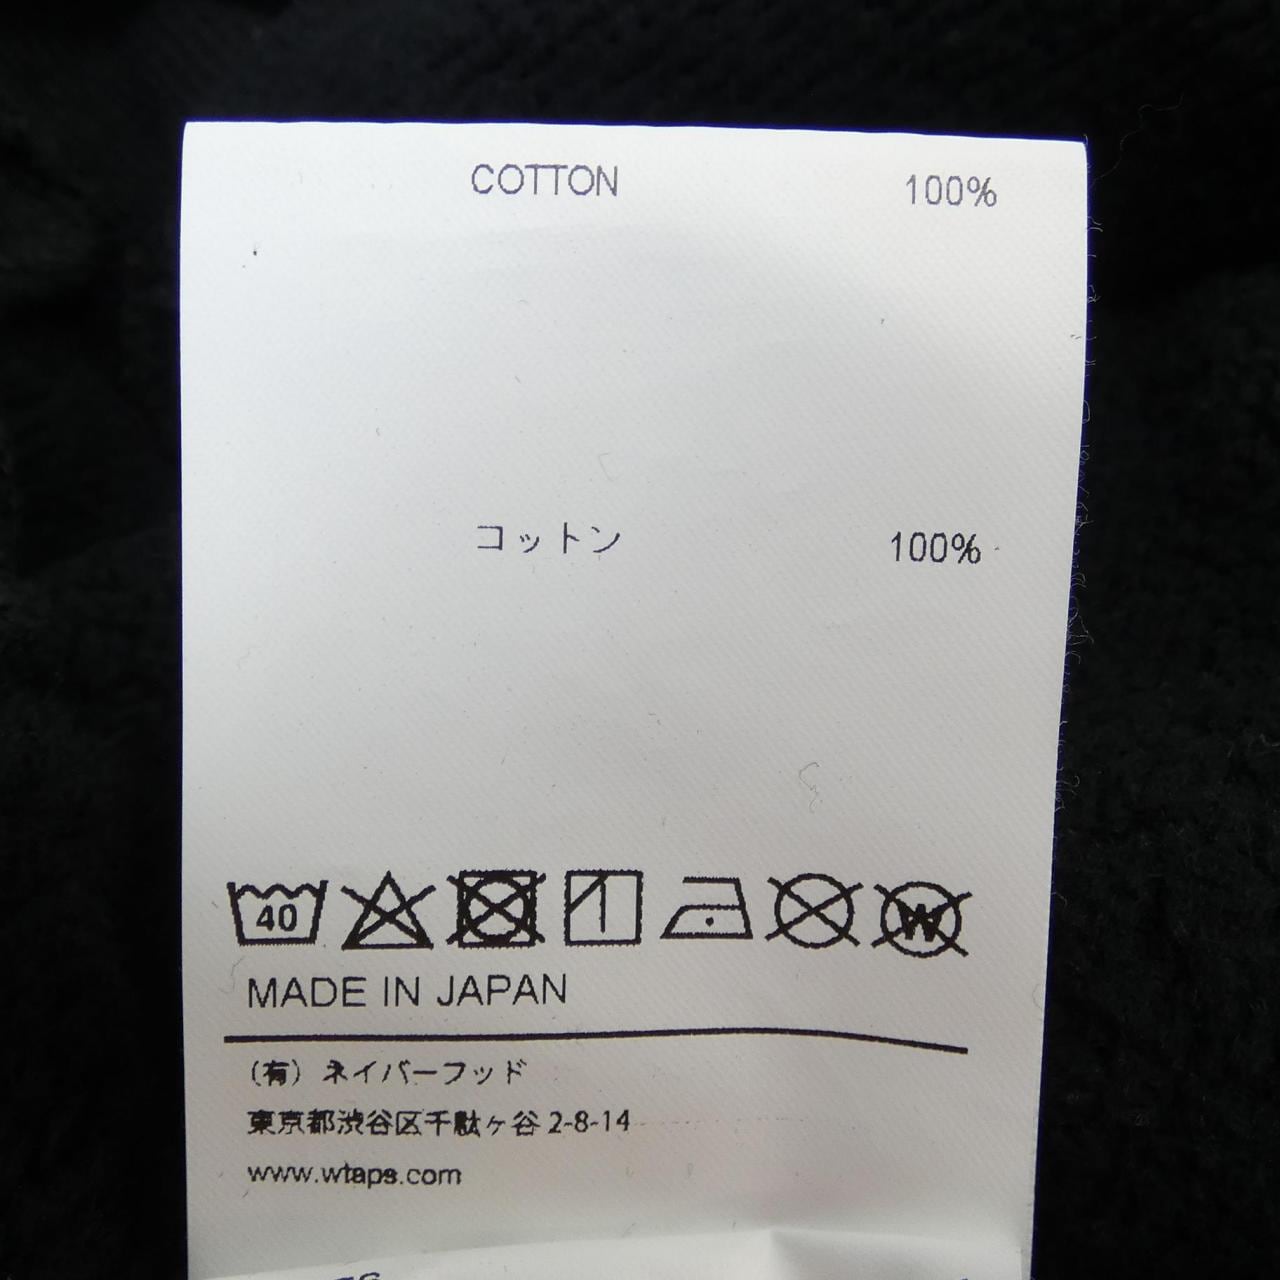 COTTON 100%
コットン 100%
40
W
MADE IN JAPAN
(有) ネイバーフッド
東京都渋谷区千駄ヶ谷 2-8-14
www.wtaps.com